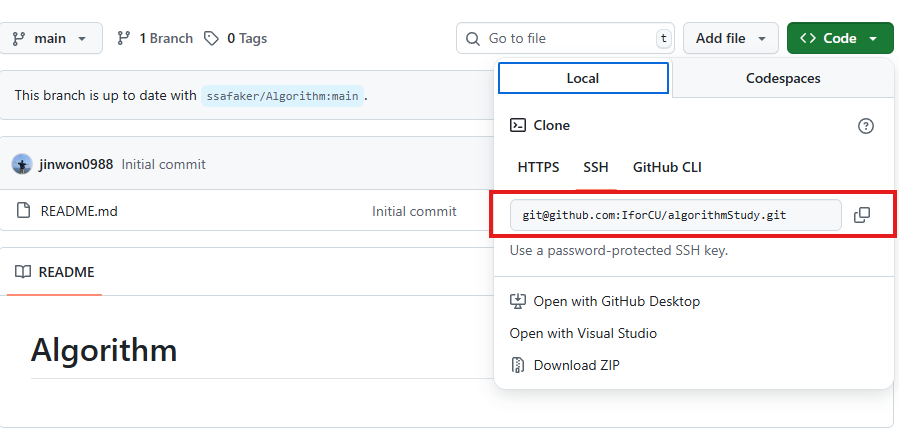 main
1 Branch
0 Tags
Go to file
t
Add file
<> Code
This branch is up to date with ssafaker/Algorithm:main .
jinwon0988 Initial commit
README.md Initial commit
README
Algorithm
Local
Codespaces
Clone
HTTPS SSH GitHub CLI
git@github.com:IforCU/algorithmStudy.git
Use a password-protected SSH key.
Open with GitHub Desktop
Open with Visual Studio
Download ZIP